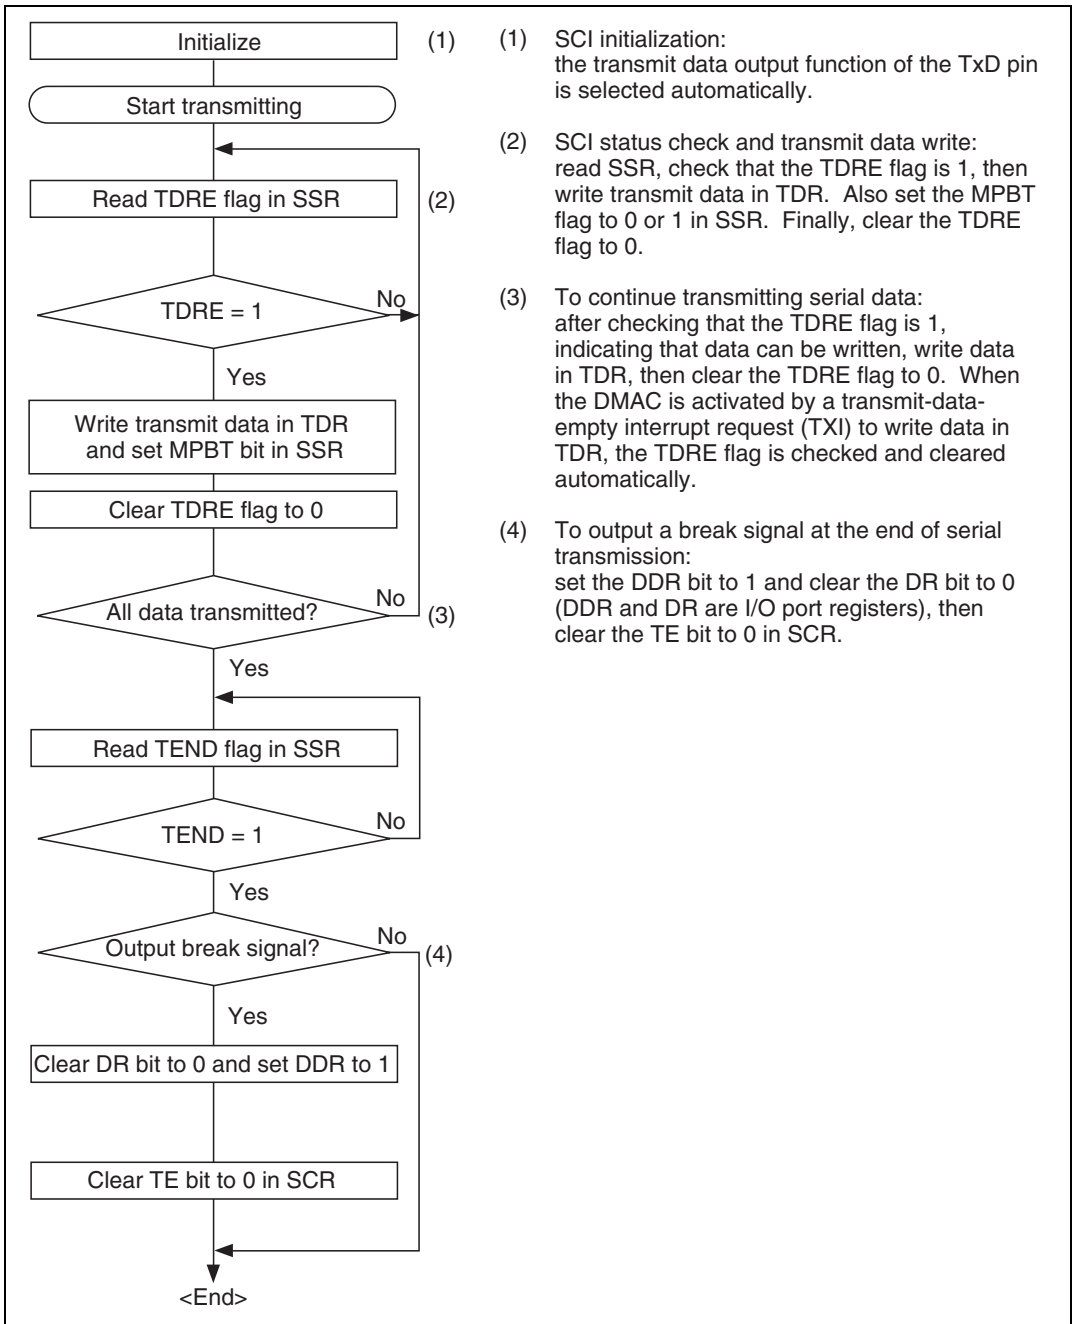 Initialize
(1)
Start transmitting
Read TDRE flag in SSR
(2)
TDRE = 1
No
Yes
Write transmit data in TDR
and set MPBT bit in SSR
Clear TDRE flag to 0
All data transmitted?
No
(3)
Yes
Read TEND flag in SSR
TEND = 1
No
Yes
Output break signal?
No
(4)
Yes
Clear DR bit to 0 and set DDR to 1
Clear TE bit to 0 in SCR
<End>
(1) SCI initialization:
the transmit data output function of the TxD pin
is selected automatically.
(2) SCI status check and transmit data write:
read SSR, check that the TDRE flag is 1, then
write transmit data in TDR. Also set the MPBT
flag to 0 or 1 in SSR. Finally, clear the TDRE
flag to 0.
(3) To continue transmitting serial data:
after checking that the TDRE flag is 1,
indicating that data can be written, write data
in TDR, then clear the TDRE flag to 0. When
the DMAC is activated by a transmit-data-
empty interrupt request (TXI) to write data in
TDR, the TDRE flag is checked and cleared
automatically.
(4) To output a break signal at the end of serial
transmission:
set the DDR bit to 1 and clear the DR bit to 0
(DDR and DR are I/O port registers), then
clear the TE bit to 0 in SCR.